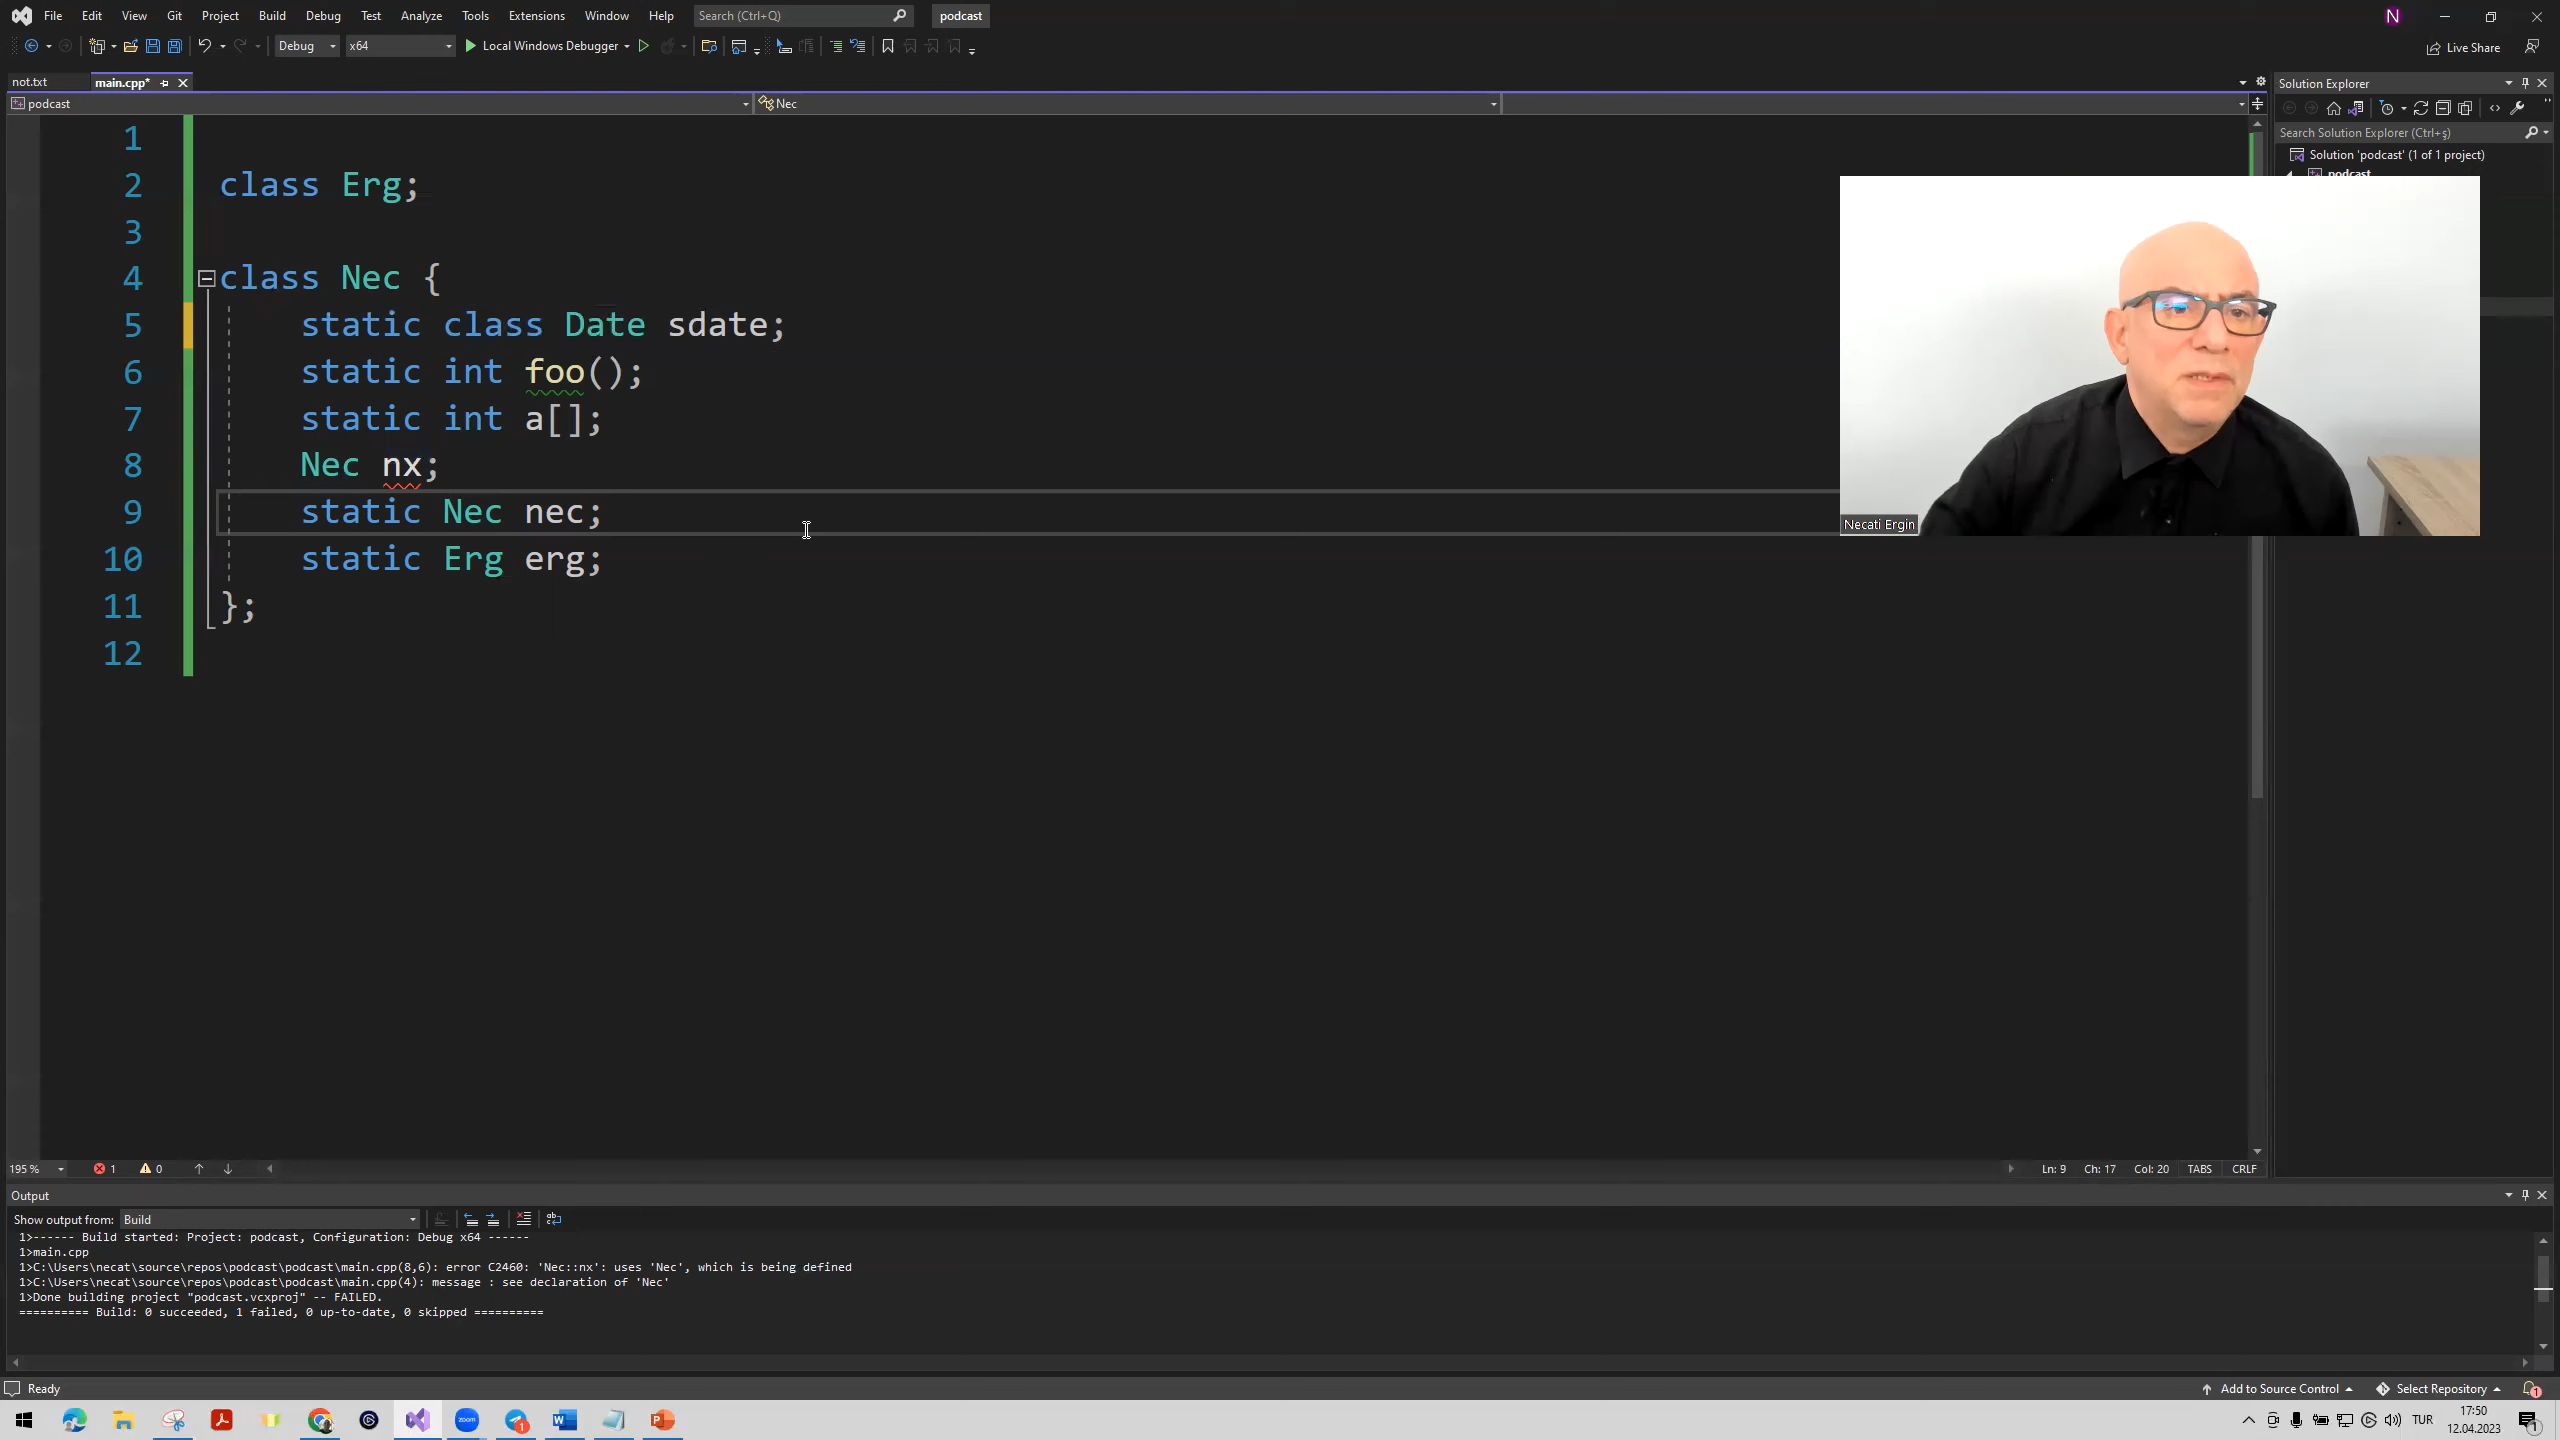 File Edit View Git Project Build Debug Test Analyze Tools Extensions Window Help Search (Ctrl+Q) podcast N
Debug x64 Local Windows Debugger Live Share
not.txt main.cpp* Solution Explorer
podcast Nec
Search Solution Explorer (Ctrl+ş)
Solution 'podcast' (1 of 1 project)
podcast
1
2 class Erg;
3
4 class Nec {
5 static class Date sdate;
6 static int foo();
7 static int a[];
8 Nec nx;
9 static Nec nec;
10 static Erg erg;
11 };
12
Necati Ergin
195 % 1 0 Ln: 9 Ch: 17 Col: 20 TABS CRLF
Output
Show output from: Build
1>------ Build started: Project: podcast, Configuration: Debug x64 ------
1>main.cpp
1>C:\Users\necat\source\repos\podcast\podcast\main.cpp(8,6): error C2460: 'Nec::nx': uses 'Nec', which is being defined
1>C:\Users\necat\source\repos\podcast\podcast\main.cpp(4): message : see declaration of 'Nec'
1>Done building project "podcast.vcxproj" -- FAILED.
========== Build: 0 succeeded, 1 failed, 0 up-to-date, 0 skipped ==========
Ready Add to Source Control Select Repository 1
zoom 1 TUR 17:50
12.04.2023 1